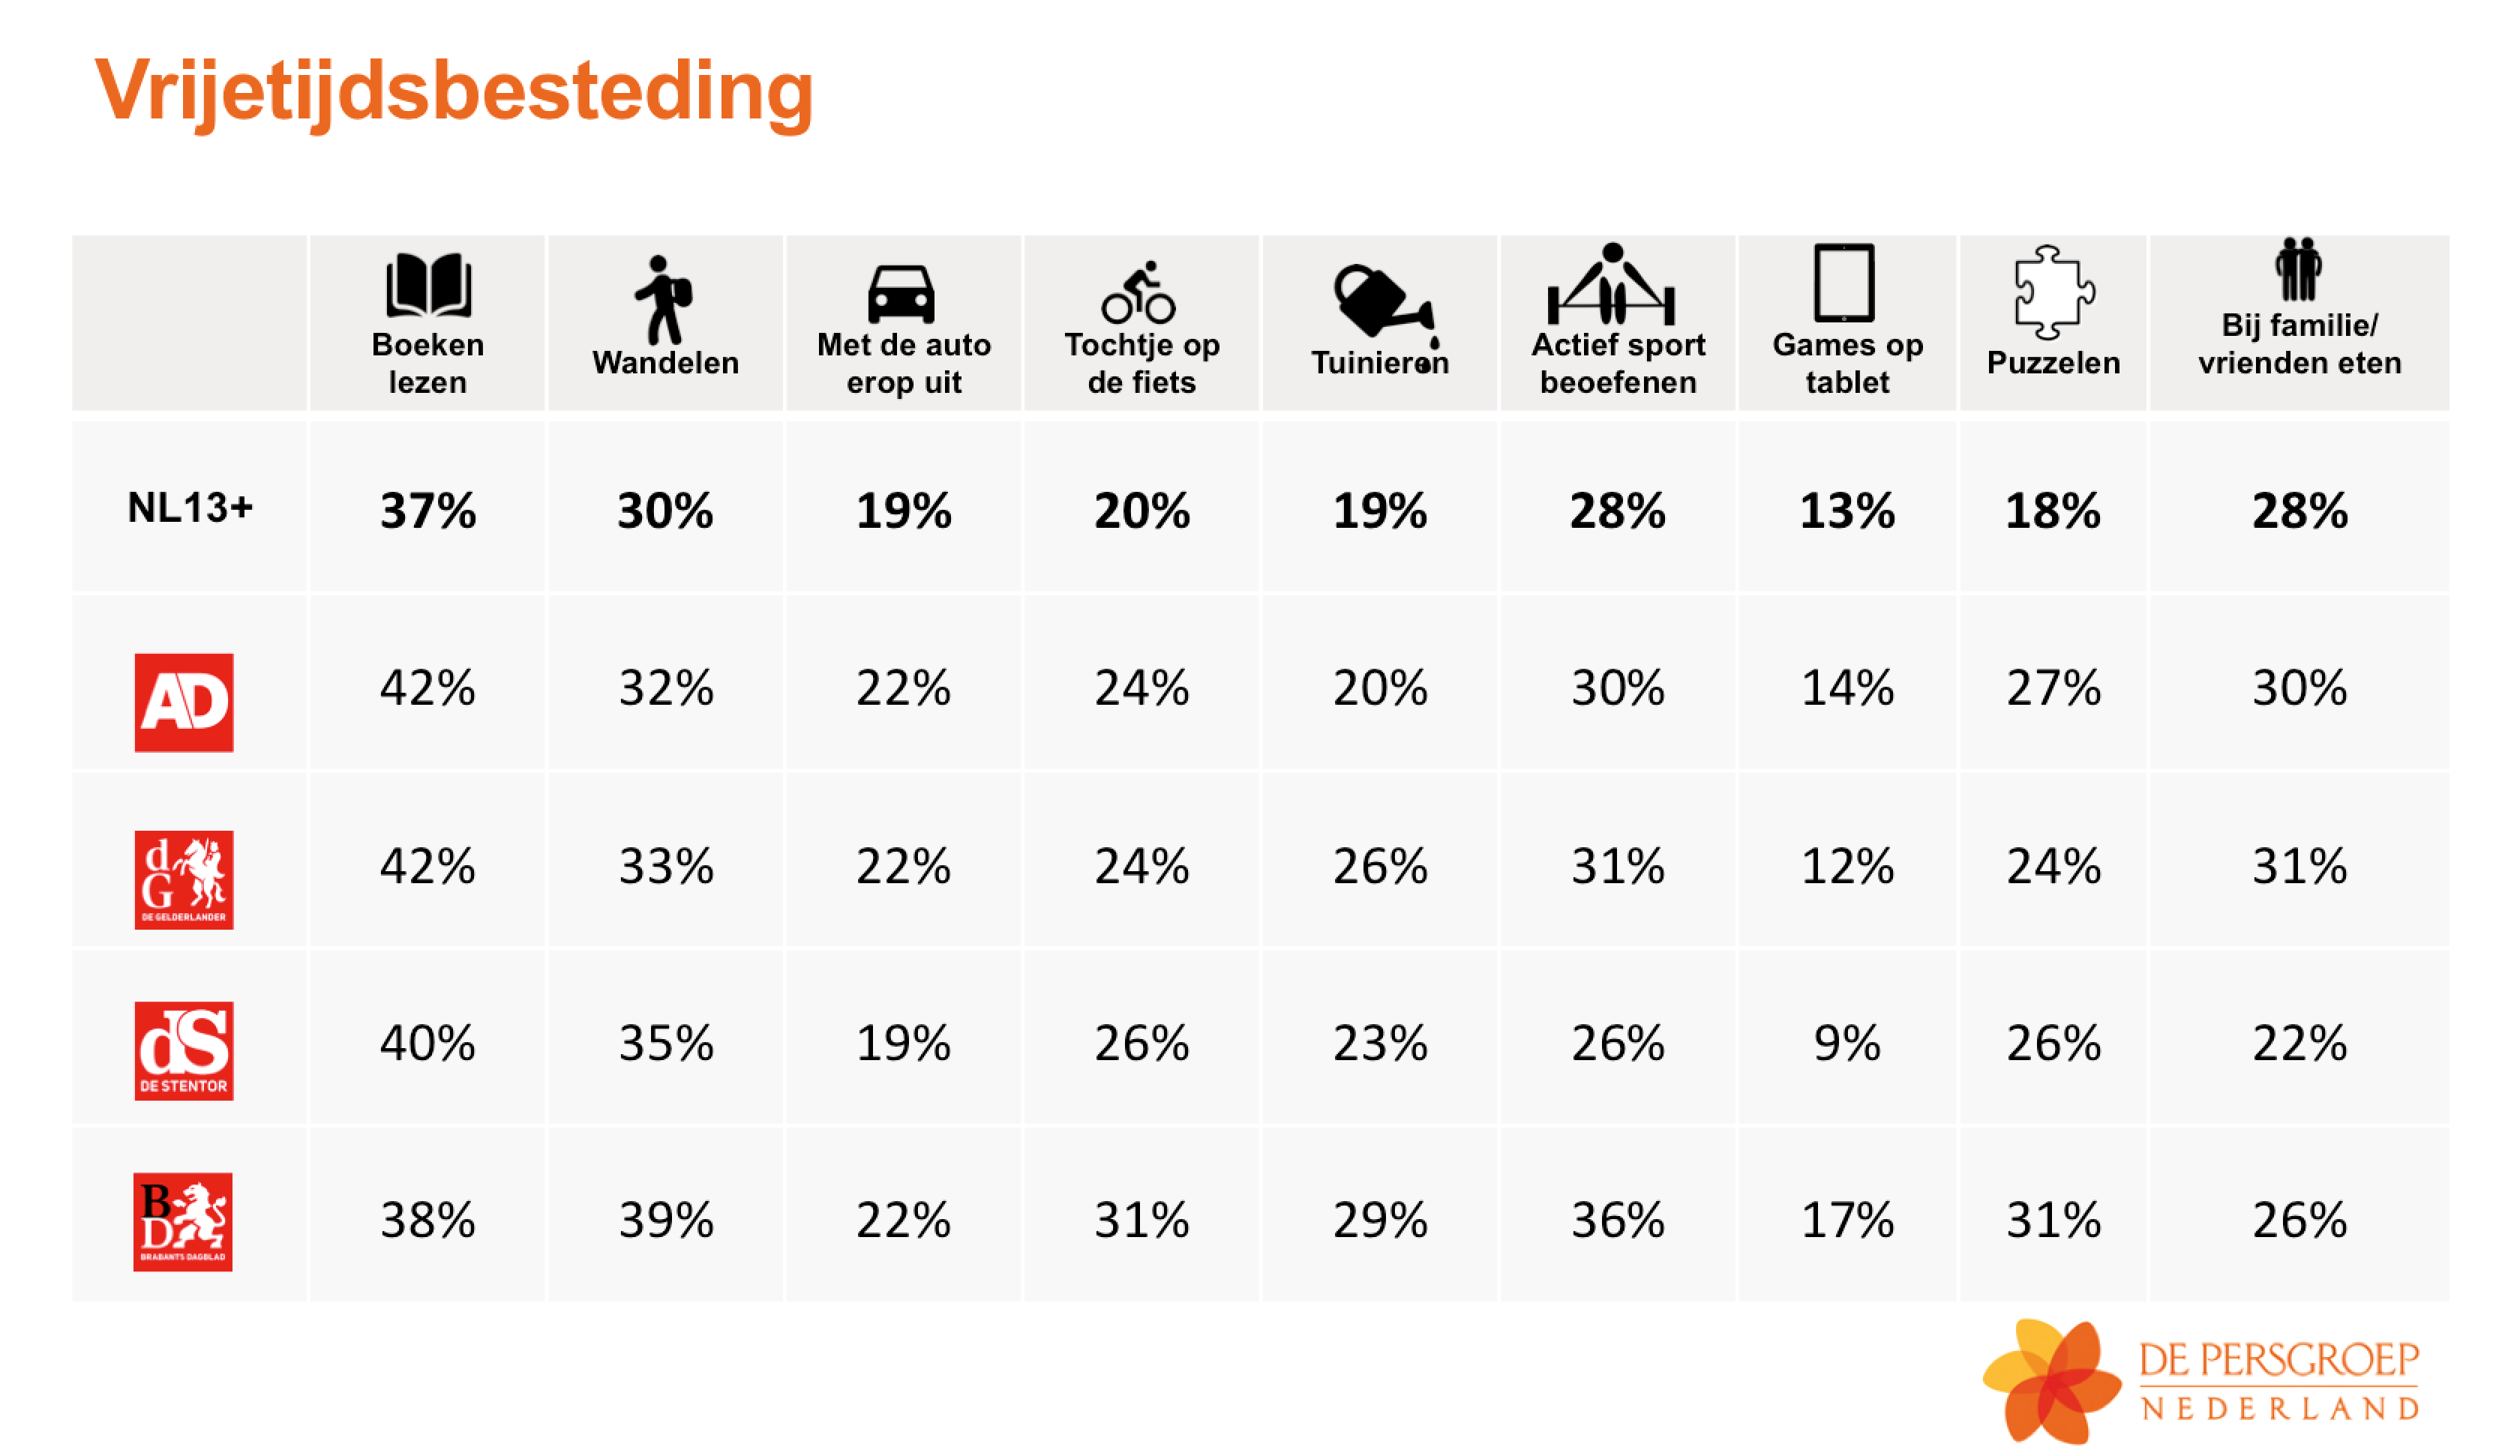 Vrijetijdsbesteding
Boeken
lezen
Wandelen
Met de auto
erop uit
Tochtje op
de fiets
Tuinieren
Actief sport
beoefenen
Games op
tablet
Puzzelen
Bij familie/
vrienden eten
NL13+ 37% 30% 19% 20% 19% 28% 13% 18% 28%
AD 42% 32% 22% 24% 20% 30% 14% 27% 30%
dG
DE GELDERLANDER
42% 33% 22% 24% 26% 31% 12% 24% 31%
dS
DE STENTOR
40% 35% 19% 26% 23% 26% 9% 26% 22%
BD
BRABANTS DAGBLAD
38% 39% 22% 31% 29% 36% 17% 31% 26%
DE PERSGROEP
NEDERLAND